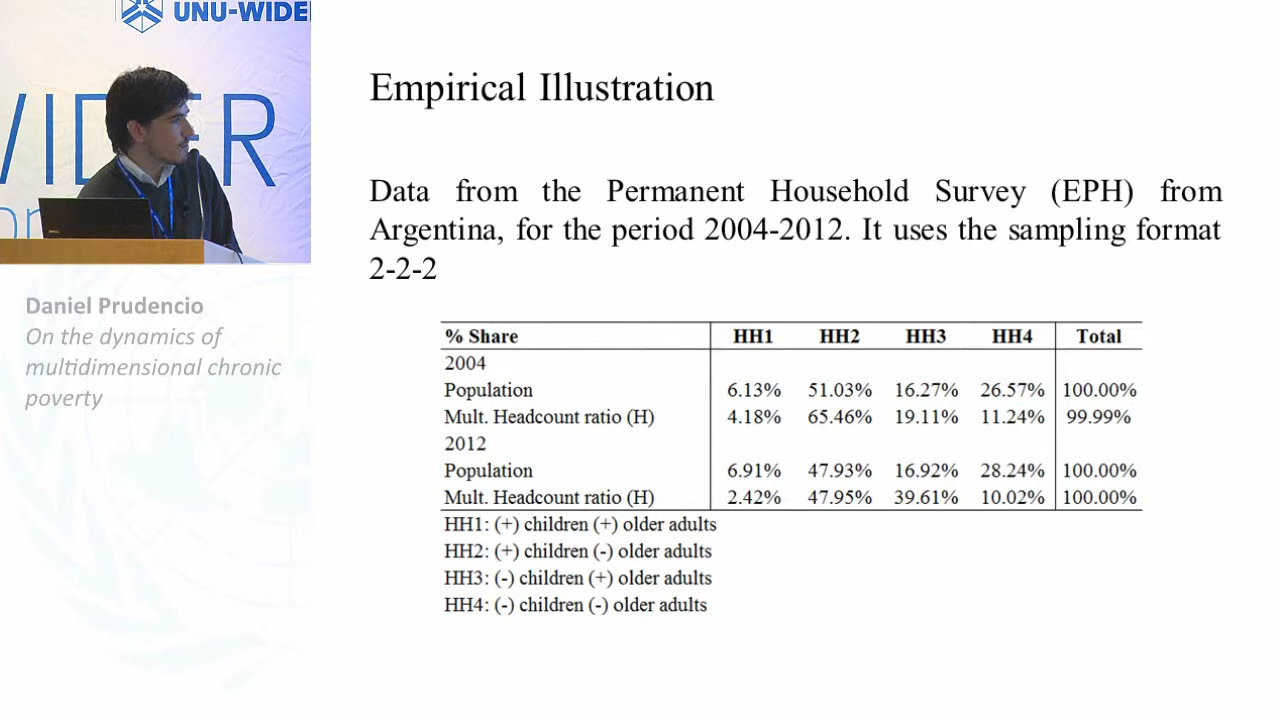 UNU-WIDE
WIDER
Daniel Prudencio
On the dynamics of
multidimensional chronic
poverty
Empirical Illustration
Data from the Permanent Household Survey (EPH) from
Argentina, for the period 2004-2012. It uses the sampling format
2-2-2
% Share HH1 HH2 HH3 HH4 Total
2004
Population 6.13% 51.03% 16.27% 26.57% 100.00%
Mult. Headcount ratio (H) 4.18% 65.46% 19.11% 11.24% 99.99%
2012
Population 6.91% 47.93% 16.92% 28.24% 100.00%
Mult. Headcount ratio (H) 2.42% 47.95% 39.61% 10.02% 100.00%
HH1: (+) children (+) older adults
HH2: (+) children (-) older adults
HH3: (-) children (+) older adults
HH4: (-) children (-) older adults